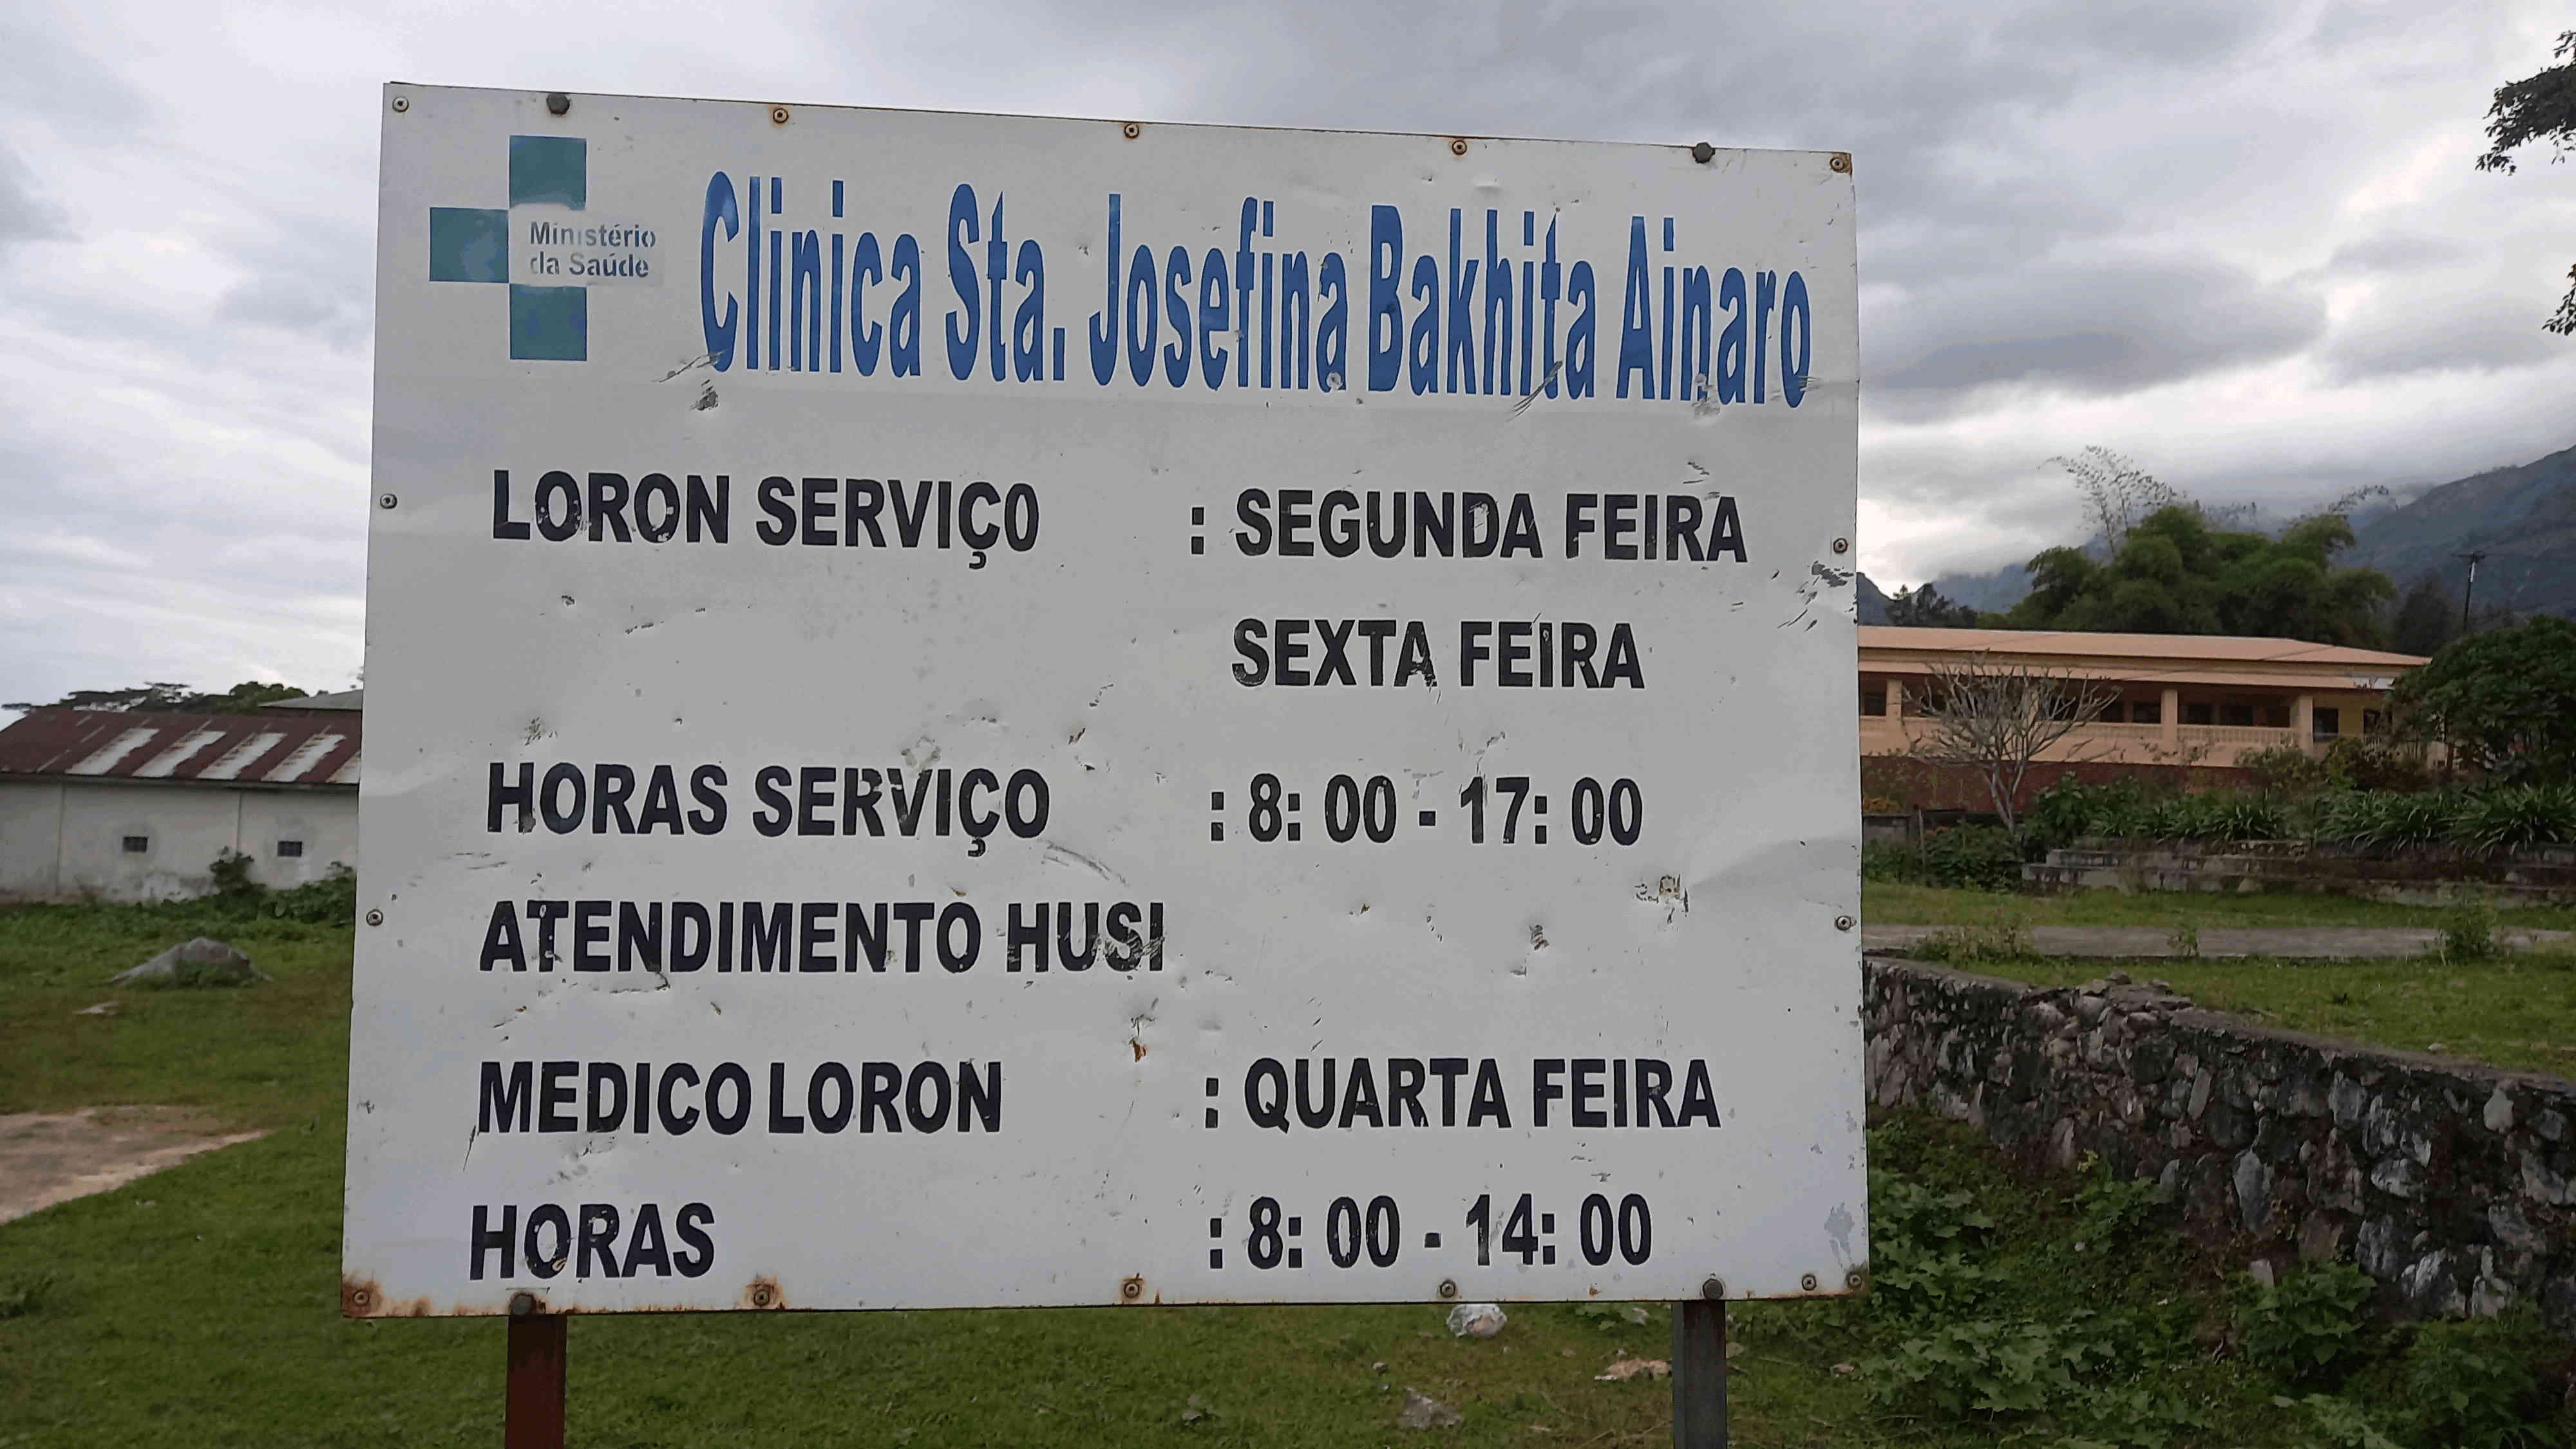 Ministério
da Saúde
Clinica Sta. Josefina Bakhita Ainaro
LORON SERVIÇO : SEGUNDA FEIRA
SEXTA FEIRA
HORAS SERVIÇO : 8: 00 - 17: 00
ATENDIMENTO HUSI
MEDICO LORON : QUARTA FEIRA
HORAS : 8: 00 - 14: 00